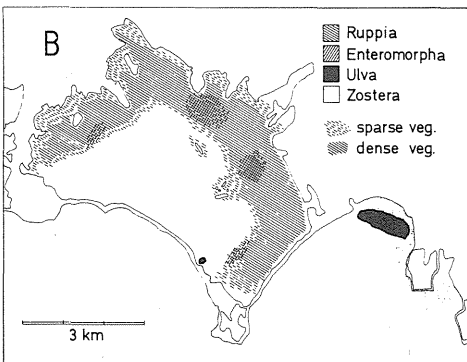 B
Ruppia
Enteromorpha
Ulva
Zostera
sparse veg.
dense veg.
3 km